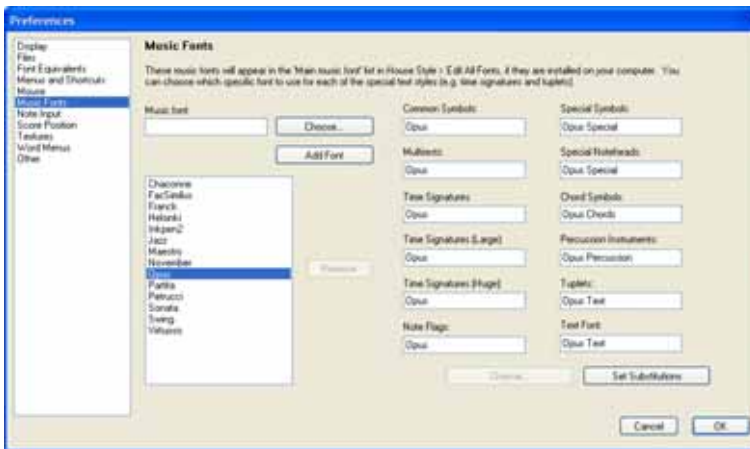 Preferences
Display
Files
Font Equivalents
Menus and Shortcuts
Mouse
Music Fonts
Note Input
Score Position
Textures
Word Menus
Other
Music Fonts
These music fonts will appear in the 'Main music font' list in House Style > Edit All Fonts, if they are installed on your computer. You
can choose which specific font to use for each of the special text styles (e.g. time signatures and tuplets).
Music font:
Choose...
Add Font
Chaconne
FacSimilus
Franck
Helsinki
Inkpen2
Jazz
Maestro
November
Opus
Partita
Petrucci
Sonata
Swing
Virtuoso
Remove
Common Symbols:
Opus
Multirests:
Opus
Time Signatures:
Opus
Time Signatures (Large):
Opus
Time Signatures (Huge):
Opus
Note Flags:
Opus
Special Symbols:
Opus Special
Special Noteheads:
Opus Special
Chord Symbols:
Opus Chords
Percussion Instruments:
Opus Percussion
Tuplets:
Opus Text
Text Font:
Opus Text
Choose...
Set Substitutions
Cancel
OK